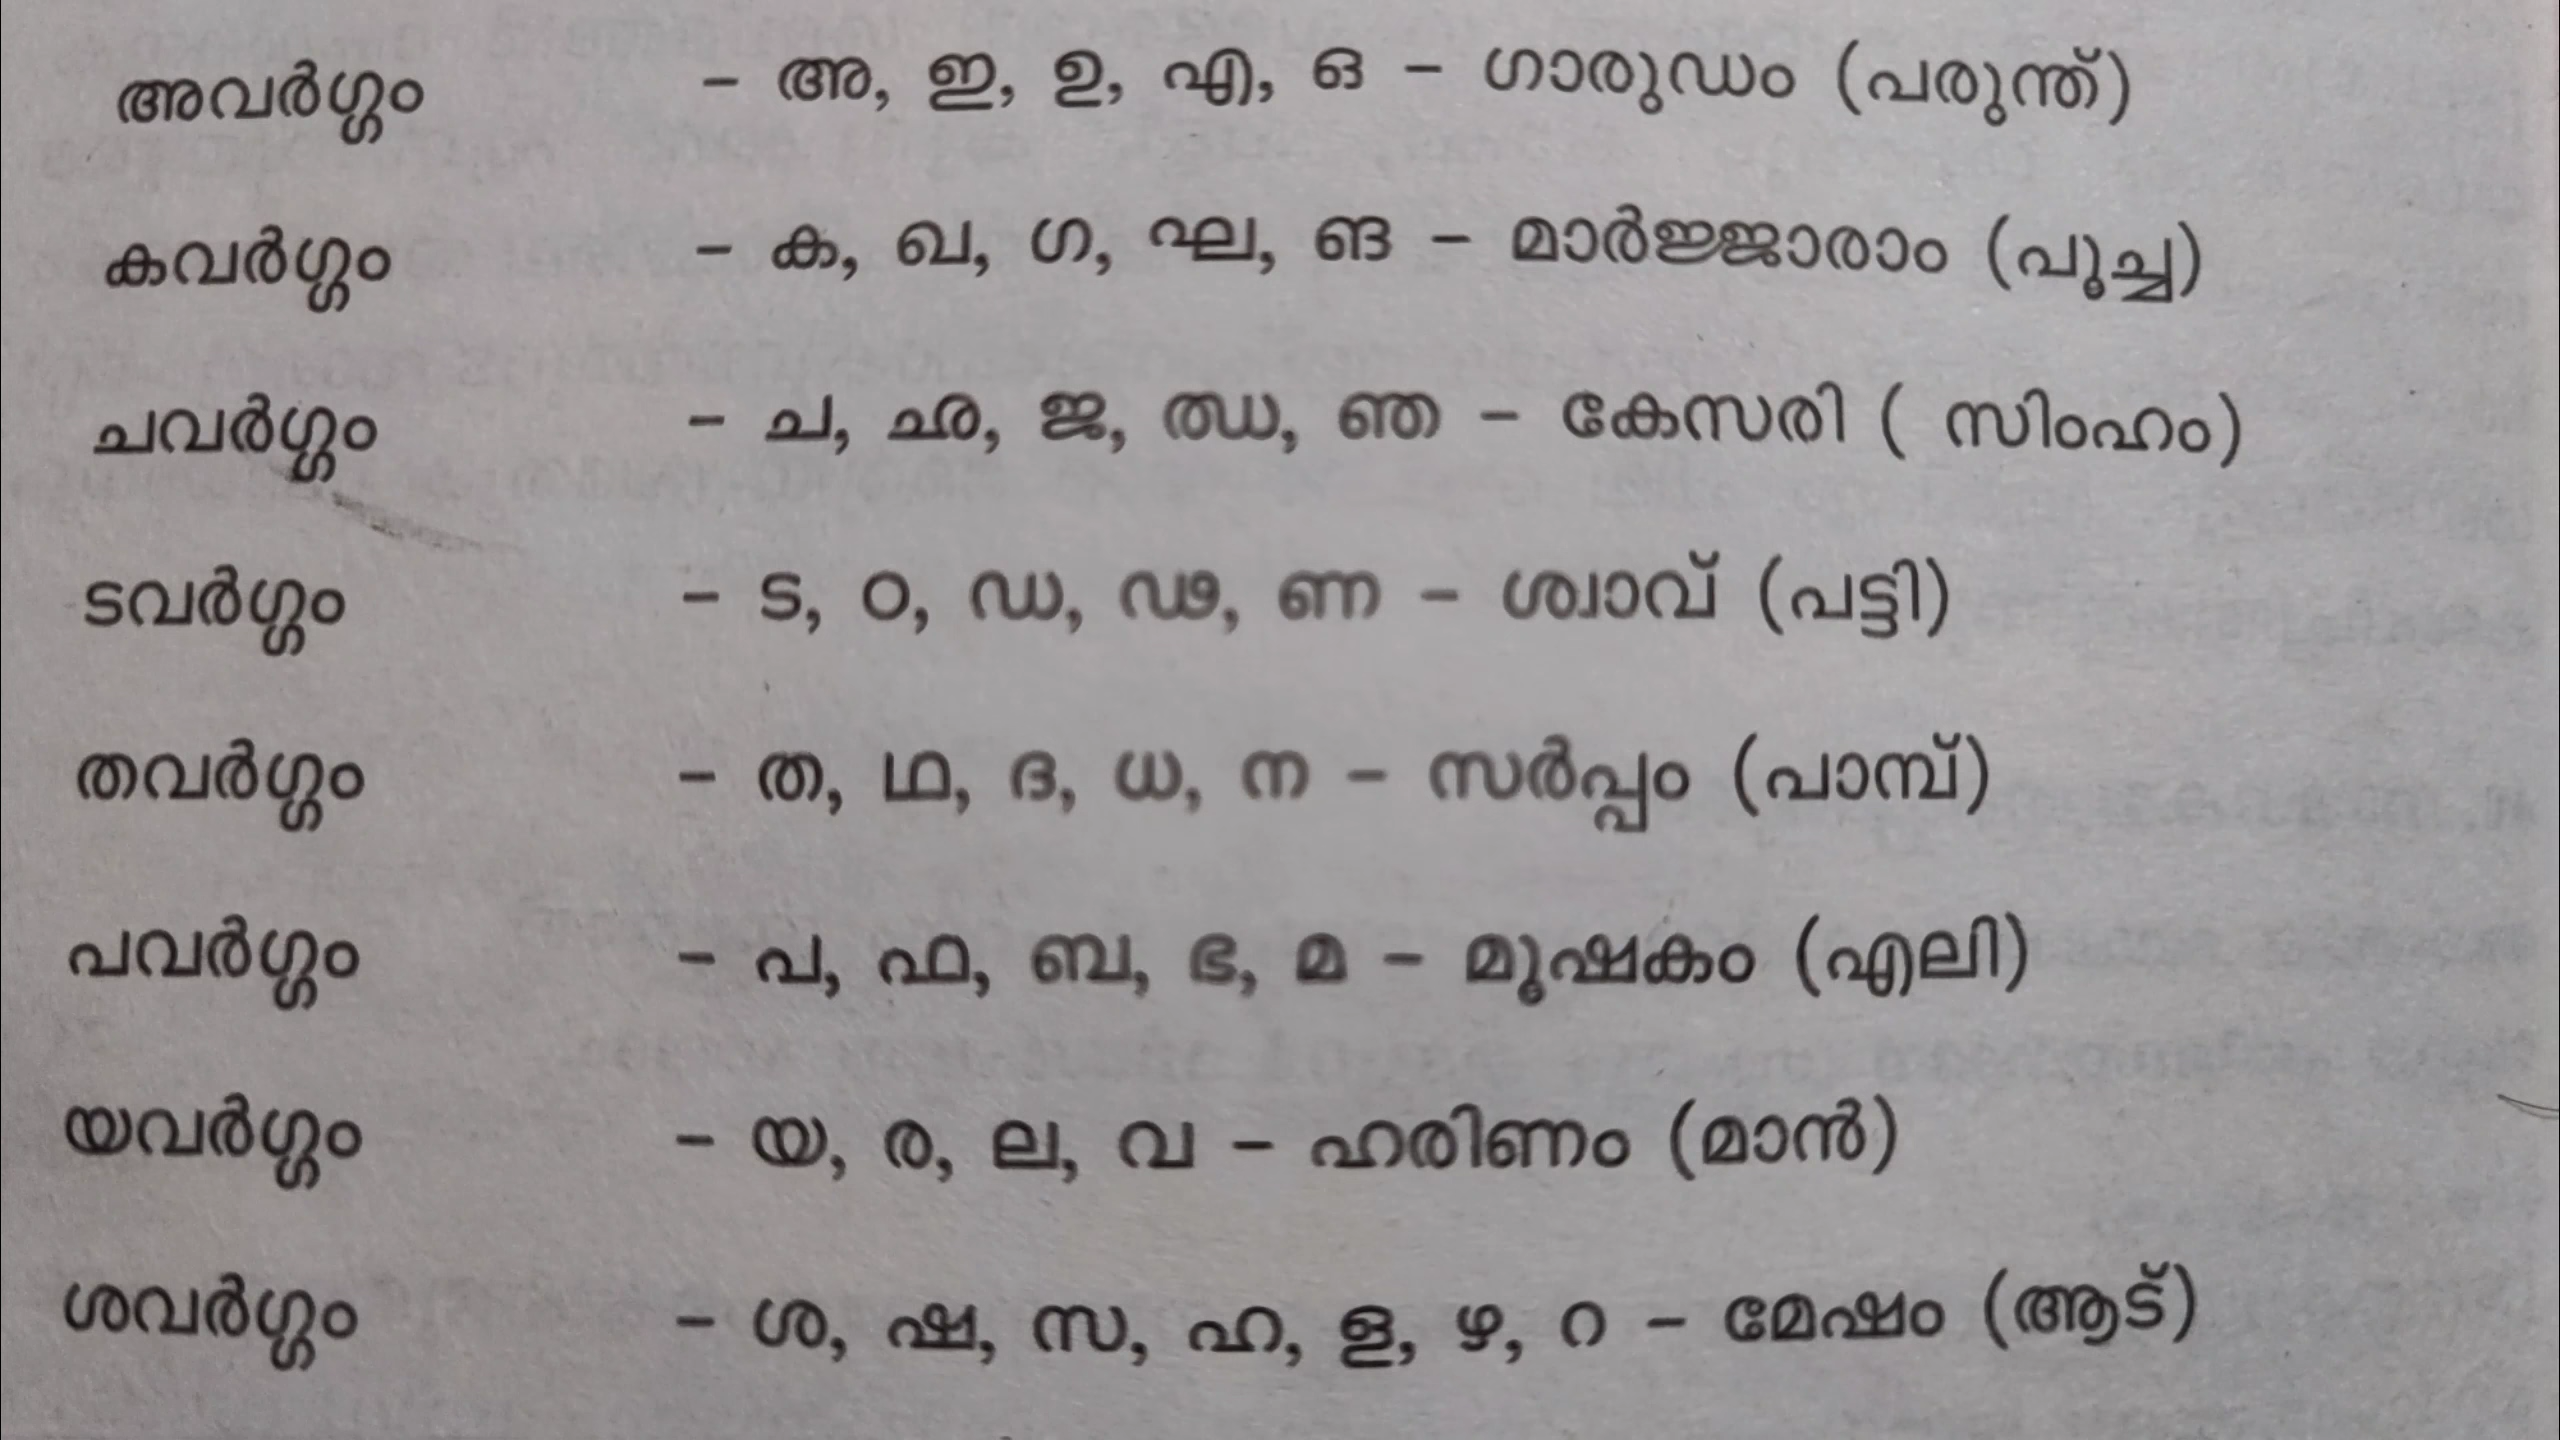 അവർഗ്ഗം – അ, ഇ, ഉ, എ, ഒ – ഗാരുഡം (പരുന്ത്)
കവർഗ്ഗം – ക, ഖ, ഗ, ഘ, ങ – മാർജ്ജാരാം (പൂച്ച)
ചവർഗ്ഗം – ച, ഛ, ജ, ഝ, ഞ – കേസരി ( സിംഹം)
ടവർഗ്ഗം – ട, ഠ, ഡ, ഢ, ണ – ശ്വാവ് (പട്ടി)
തവർഗ്ഗം – ത, ഥ, ദ, ധ, ന – സർപ്പം (പാമ്പ്)
പവർഗ്ഗം – പ, ഫ, ബ, ഭ, മ – മൂഷകം (എലി)
യവർഗ്ഗം – യ, ര, ല, വ – ഹരിണം (മാൻ)
ശവർഗ്ഗം – ശ, ഷ, സ, ഹ, ള, ഴ, റ – മേഷം (ആട്)